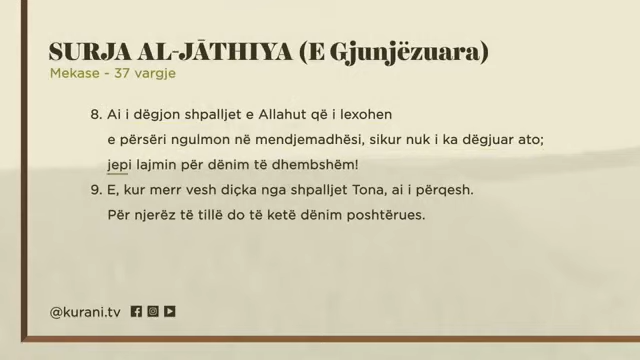 SURJA AL-JĀTHIYA (E Gjunjëzuara)
Mekase - 37 vargje
8. Ai i dëgjon shpalljet e Allahut që i lexohen
e përsëri ngulmon në mendjemadhësi, sikur nuk i ka dëgjuar ato;
jepi lajmin për dënim të dhembshëm!
9. E, kur merr vesh diçka nga shpalljet Tona, ai i përqesh.
Për njerëz të tillë do të ketë dënim poshtërues.
@kurani.tv